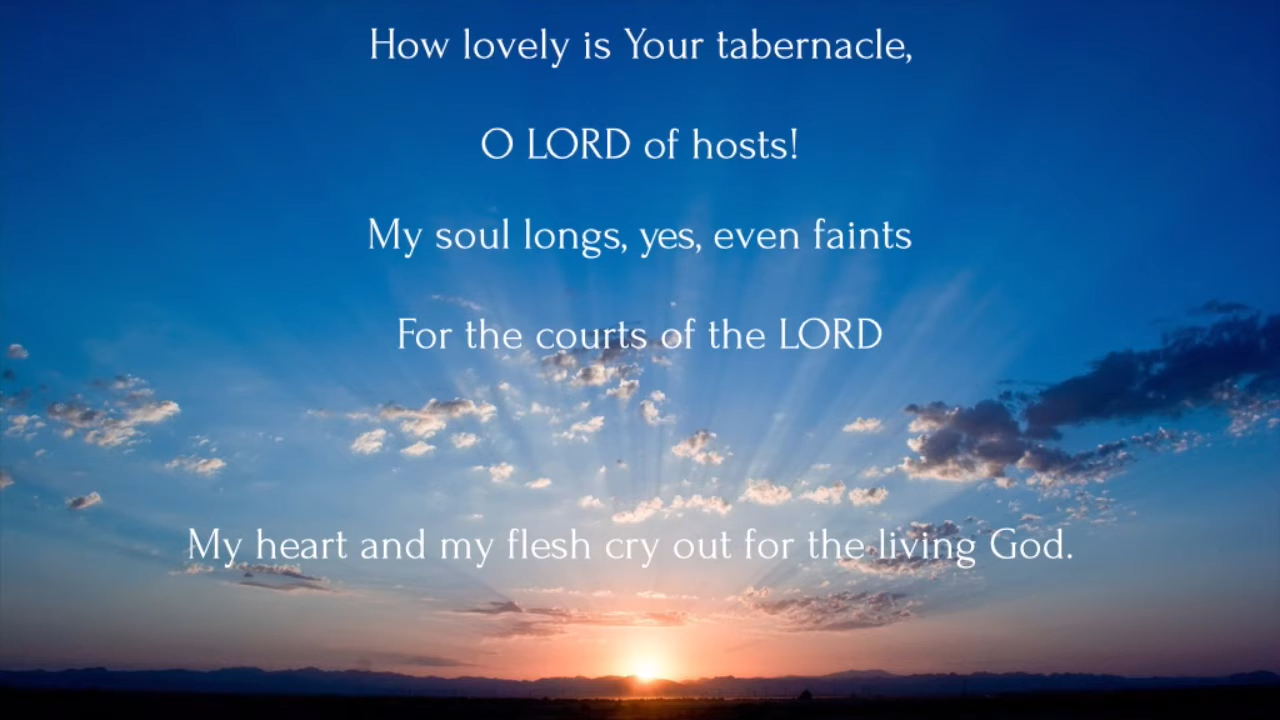 How lovely is Your tabernacle,
O LORD of hosts!
My soul longs, yes, even faints
For the courts of the LORD
My heart and my flesh cry out for the living God.